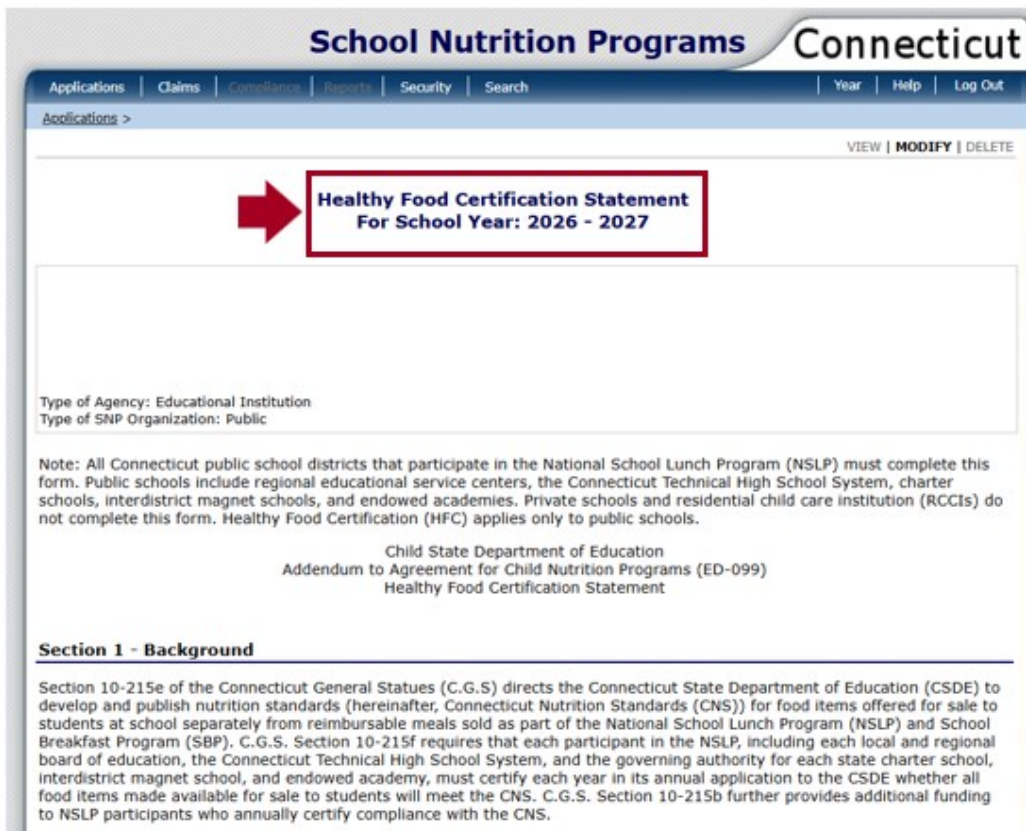 School Nutrition Programs
Connecticut
Applications | Claims | Compliance | Reports | Security | Search | Year | Help | Log Out
Applications >
VIEW | MODIFY | DELETE
Healthy Food Certification Statement
For School Year: 2026 - 2027
Type of Agency: Educational Institution
Type of SNP Organization: Public
Note: All Connecticut public school districts that participate in the National School Lunch Program (NSLP) must complete this
form. Public schools include regional educational service centers, the Connecticut Technical High School System, charter
schools, interdistrict magnet schools, and endowed academies. Private schools and residential child care institution (RCCIs) do
not complete this form. Healthy Food Certification (HFC) applies only to public schools.
Child State Department of Education
Addendum to Agreement for Child Nutrition Programs (ED-099)
Healthy Food Certification Statement
Section 1 - Background
Section 10-215e of the Connecticut General Statues (C.G.S) directs the Connecticut State Department of Education (CSDE) to
develop and publish nutrition standards (hereinafter, Connecticut Nutrition Standards (CNS)) for food items offered for sale to
students at school separately from reimbursable meals sold as part of the National School Lunch Program (NSLP) and School
Breakfast Program (SBP). C.G.S. Section 10-215f requires that each participant in the NSLP, including each local and regional
board of education, the Connecticut Technical High School System, and the governing authority for each state charter school,
interdistrict magnet school, and endowed academy, must certify each year in its annual application to the CSDE whether all
food items made available for sale to students will meet the CNS. C.G.S. Section 10-215b further provides additional funding
to NSLP participants who annually certify compliance with the CNS.